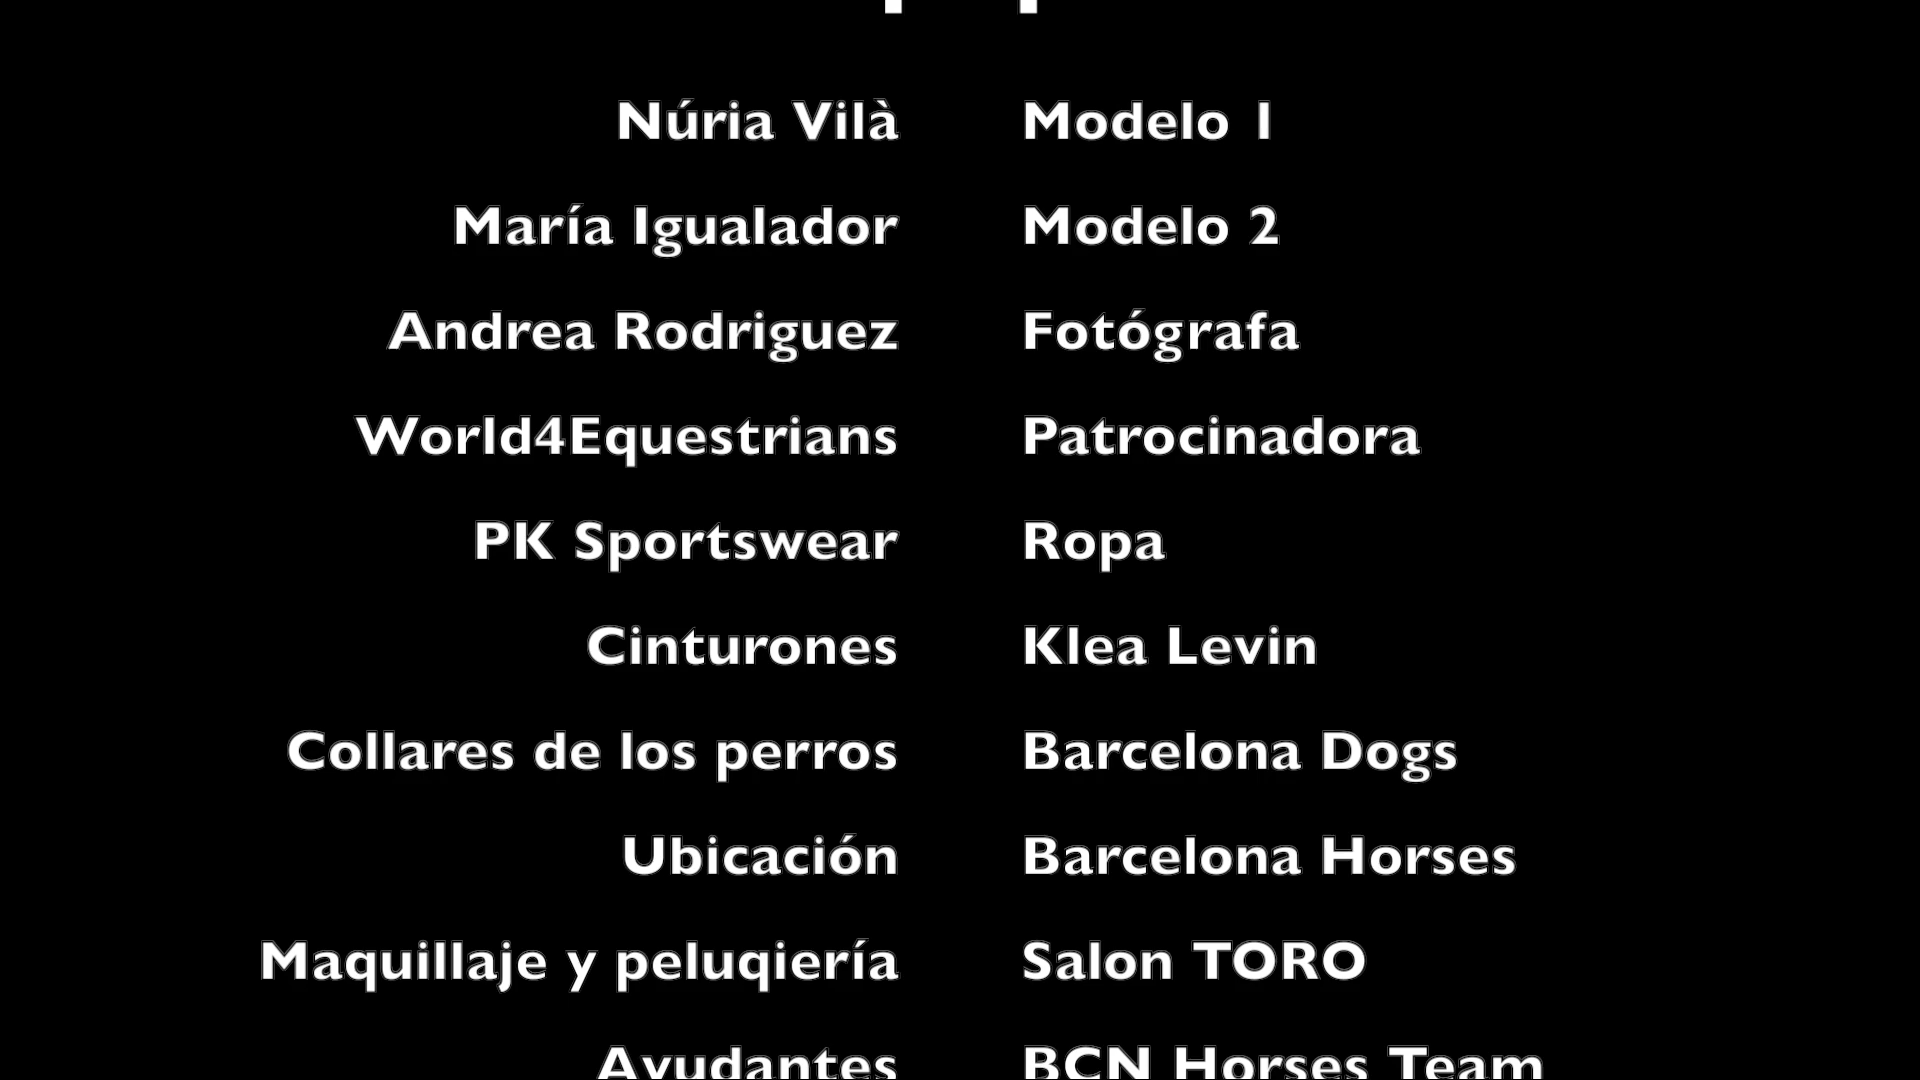 Núria Vilà Modelo 1
María Igualador Modelo 2
Andrea Rodriguez Fotógrafa
World4Equestrians Patrocinadora
PK Sportswear Ropa
Cinturones Klea Levin
Collares de los perros Barcelona Dogs
Ubicación Barcelona Horses
Maquillaje y peluqiería Salon TORO
Ayudantes BCN Horses Team